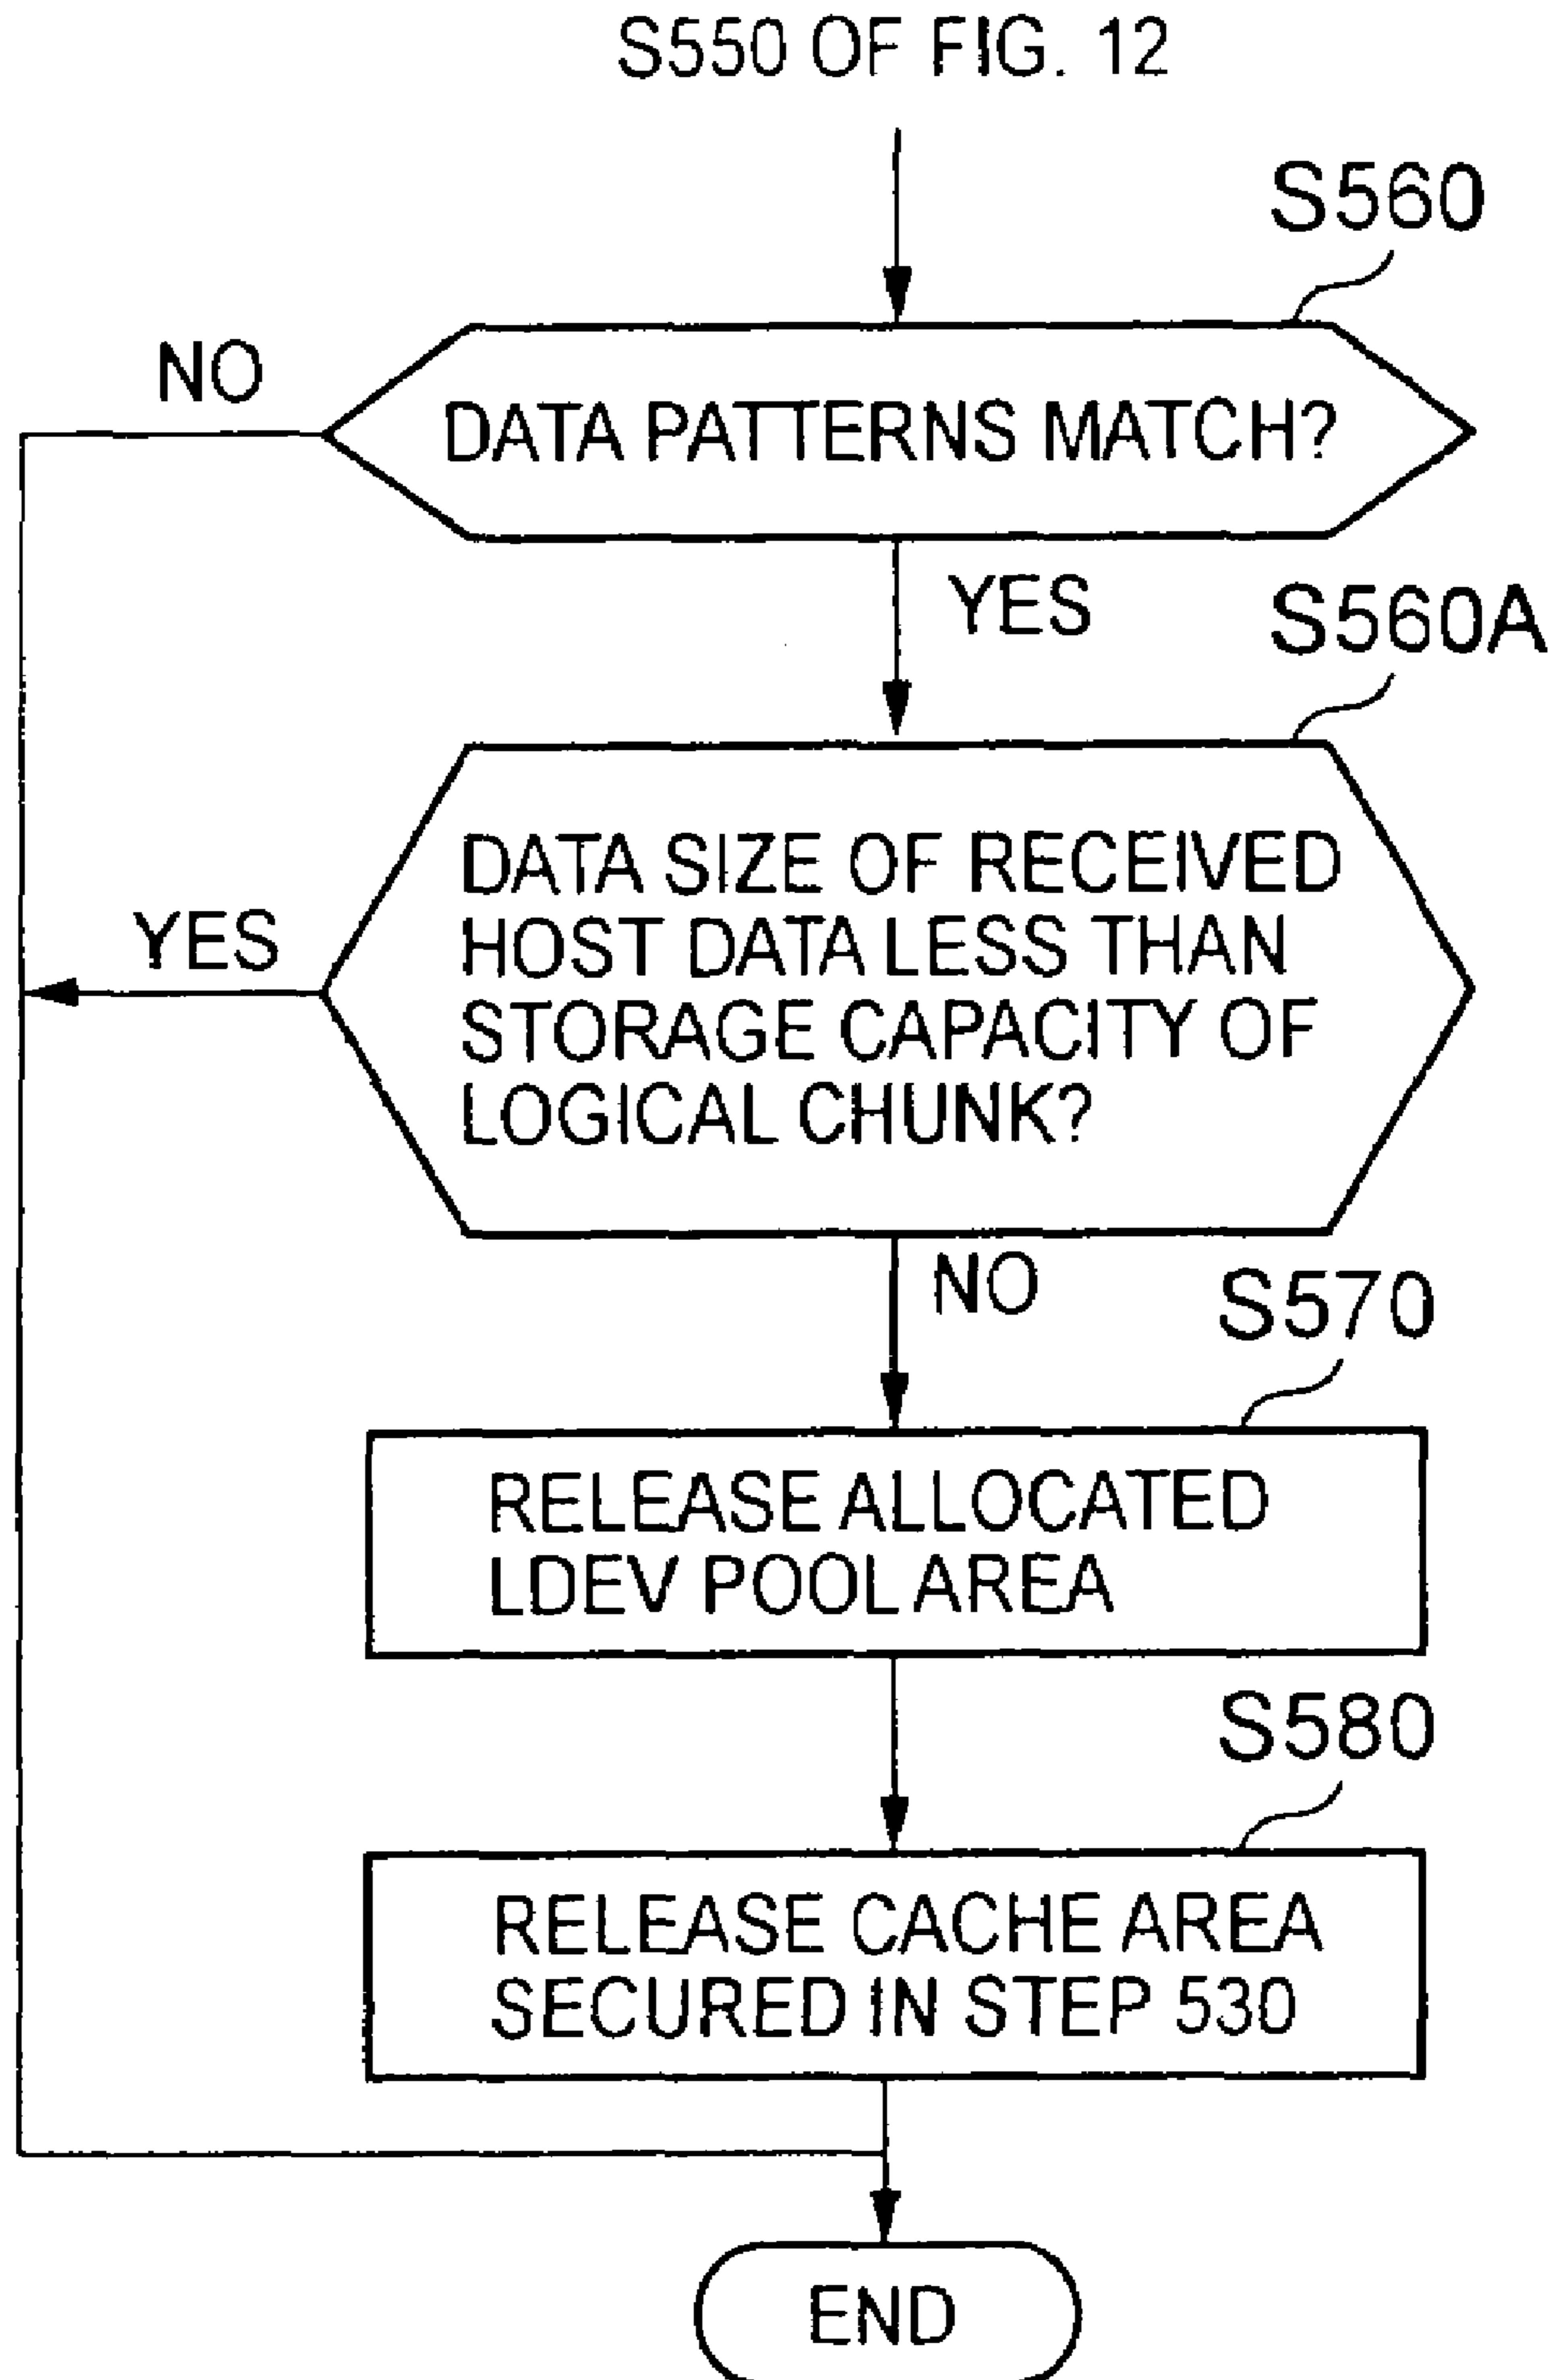 S550 OF FIG. 12
S560
NO
DATA PATTERNS MATCH?
YES
S560A
DATA SIZE OF RECEIVED
HOST DATA LESS THAN
STORAGE CAPACITY OF
LOGICAL CHUNK?
YES
NO
S570
RELEASE ALLOCATED
LDEV POOL AREA
S580
RELEASE CACHE AREA
SECURED IN STEP 530
END